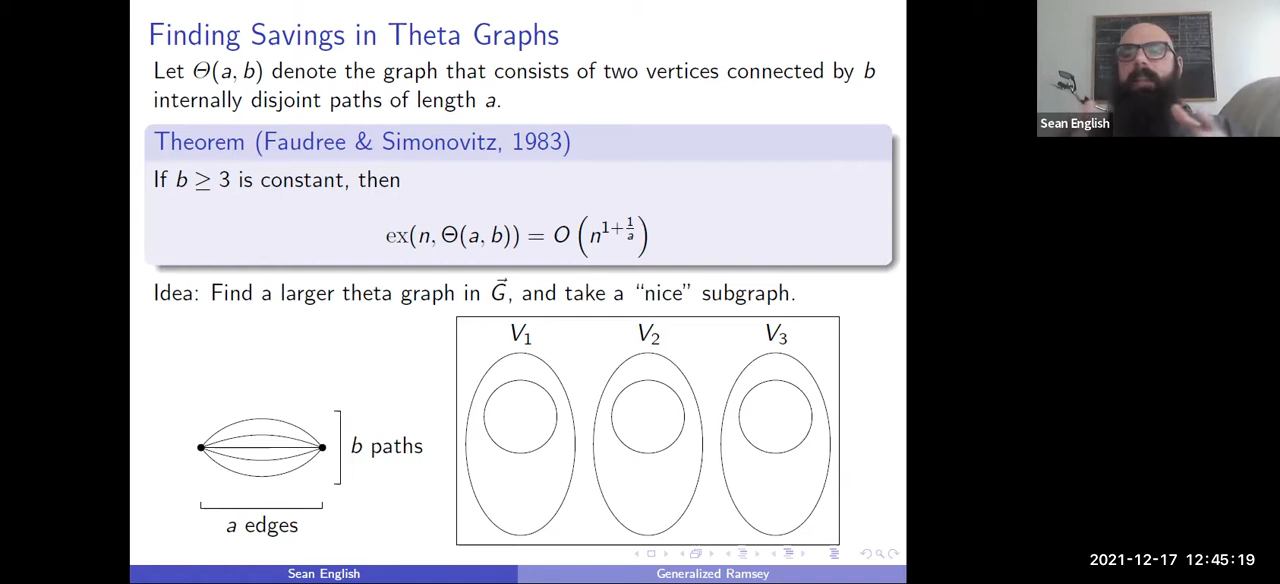 Finding Savings in Theta Graphs
Let Θ(a, b) denote the graph that consists of two vertices connected by b
internally disjoint paths of length a.
Theorem (Faudree & Simonovitz, 1983)
If b ≥ 3 is constant, then
ex(n, Θ(a, b)) = O(n^{1+\frac{1}{a}})
Idea: Find a larger theta graph in \vec{G}, and take a “nice” subgraph.
V₁ V₂ V₃
b paths
a edges
Sean English Generalized Ramsey
Sean English
2021-12-17 12:45:19